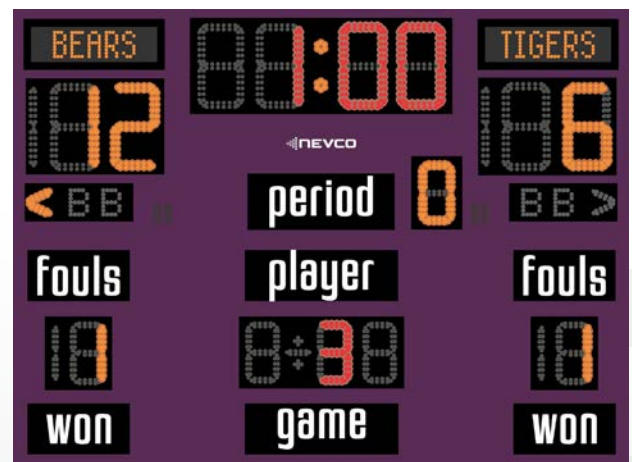 BEARS 1:00 TIGERS
12 6
NEVCO
period 0
fouls player fouls
1 3 1
won game won